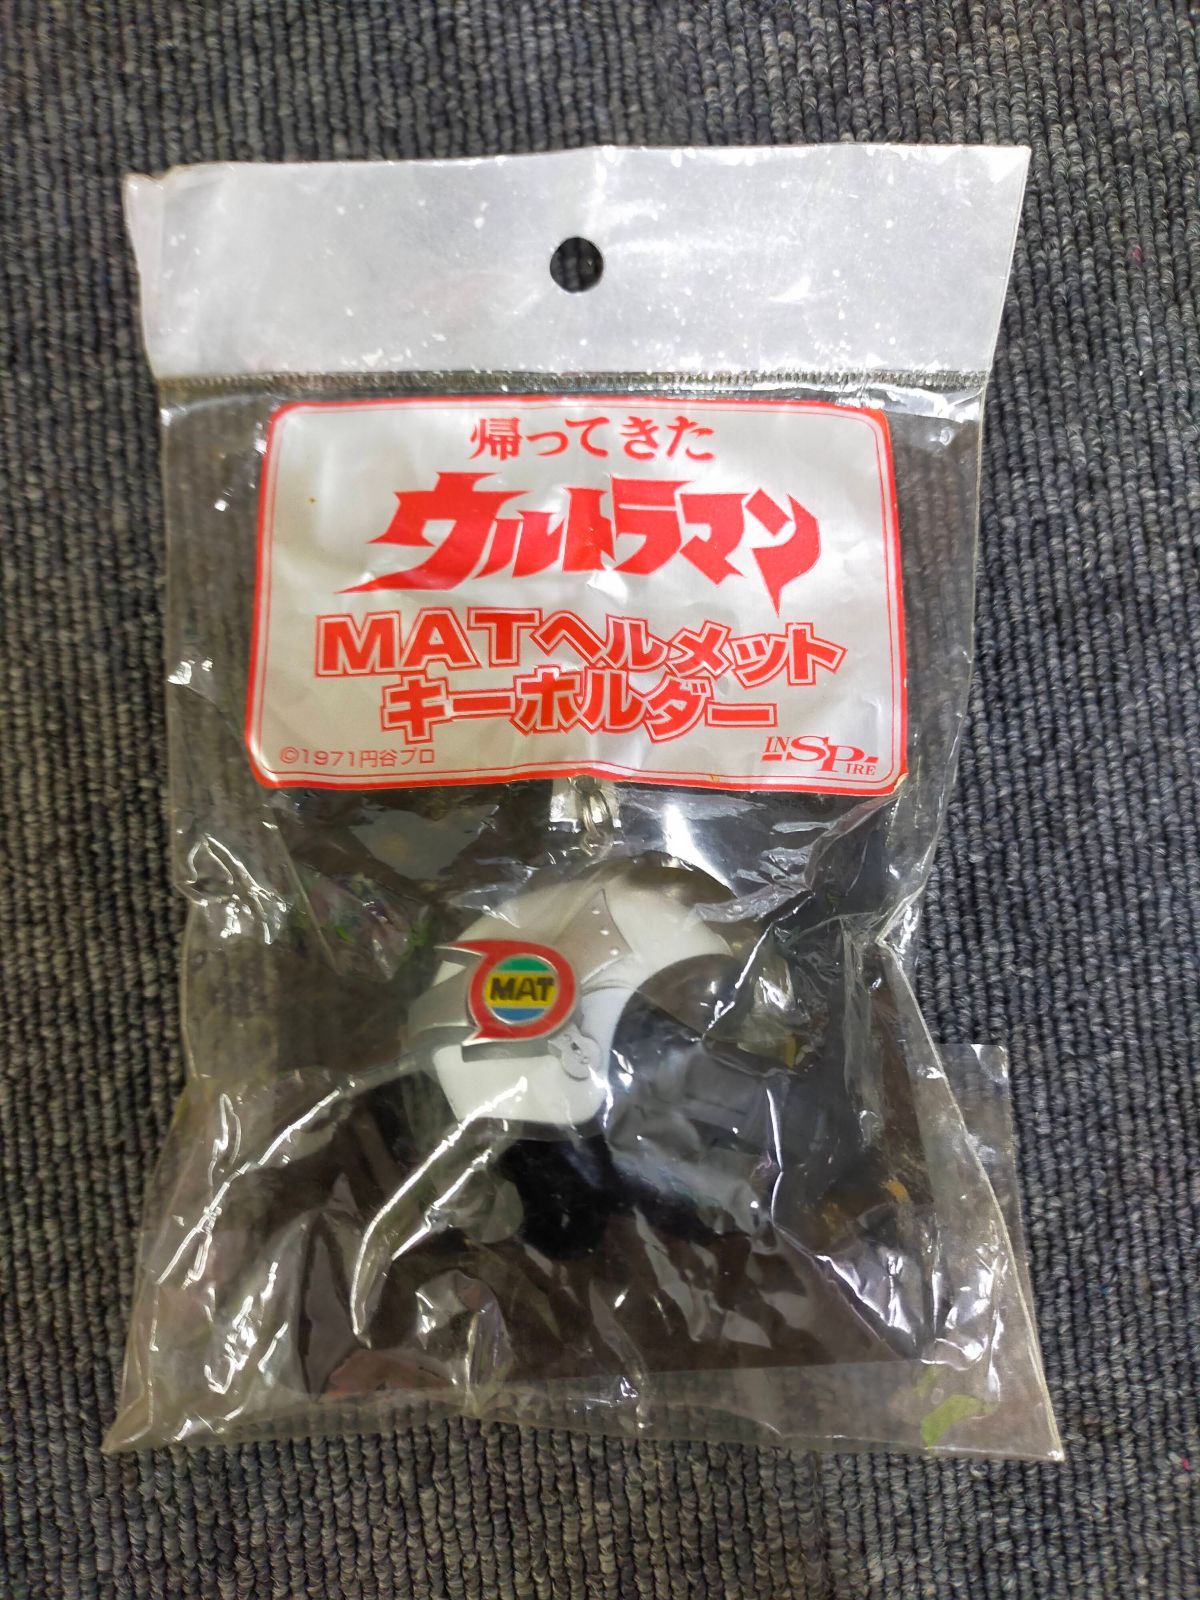 帰ってきた
ウルトラマン
MATヘルメット
キーホルダー
©1971円谷プロ
INSPIRE
MAT